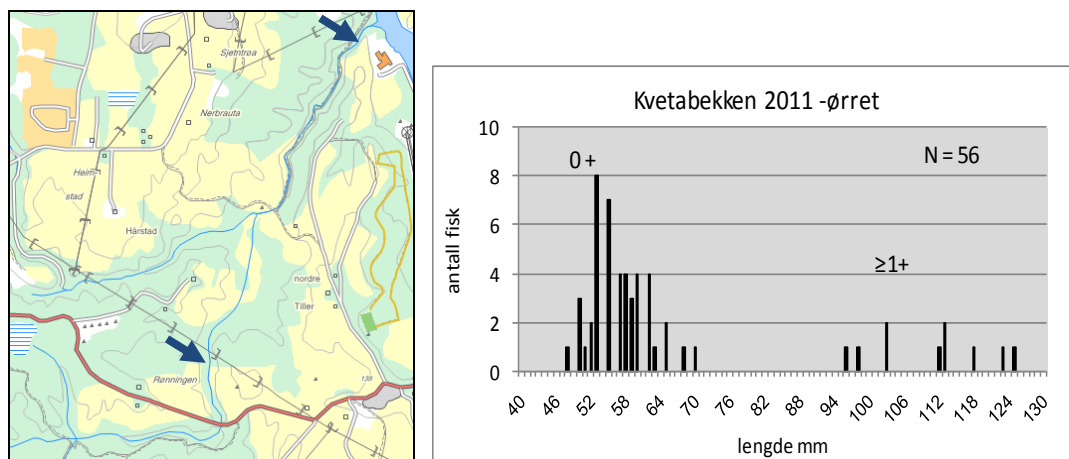 Sjetntrøa
Nerbrauta
Heim-
stad
Hårstad
nordre
Tiller
Rønningen
138
Kvetabekken 2011 -ørret
10
8
6
4
2
0
0+
N = 56
≥1+
antall fisk
40 46 52 58 64 70 76 82 88 94 100 106 112 118 124 130
lengde mm